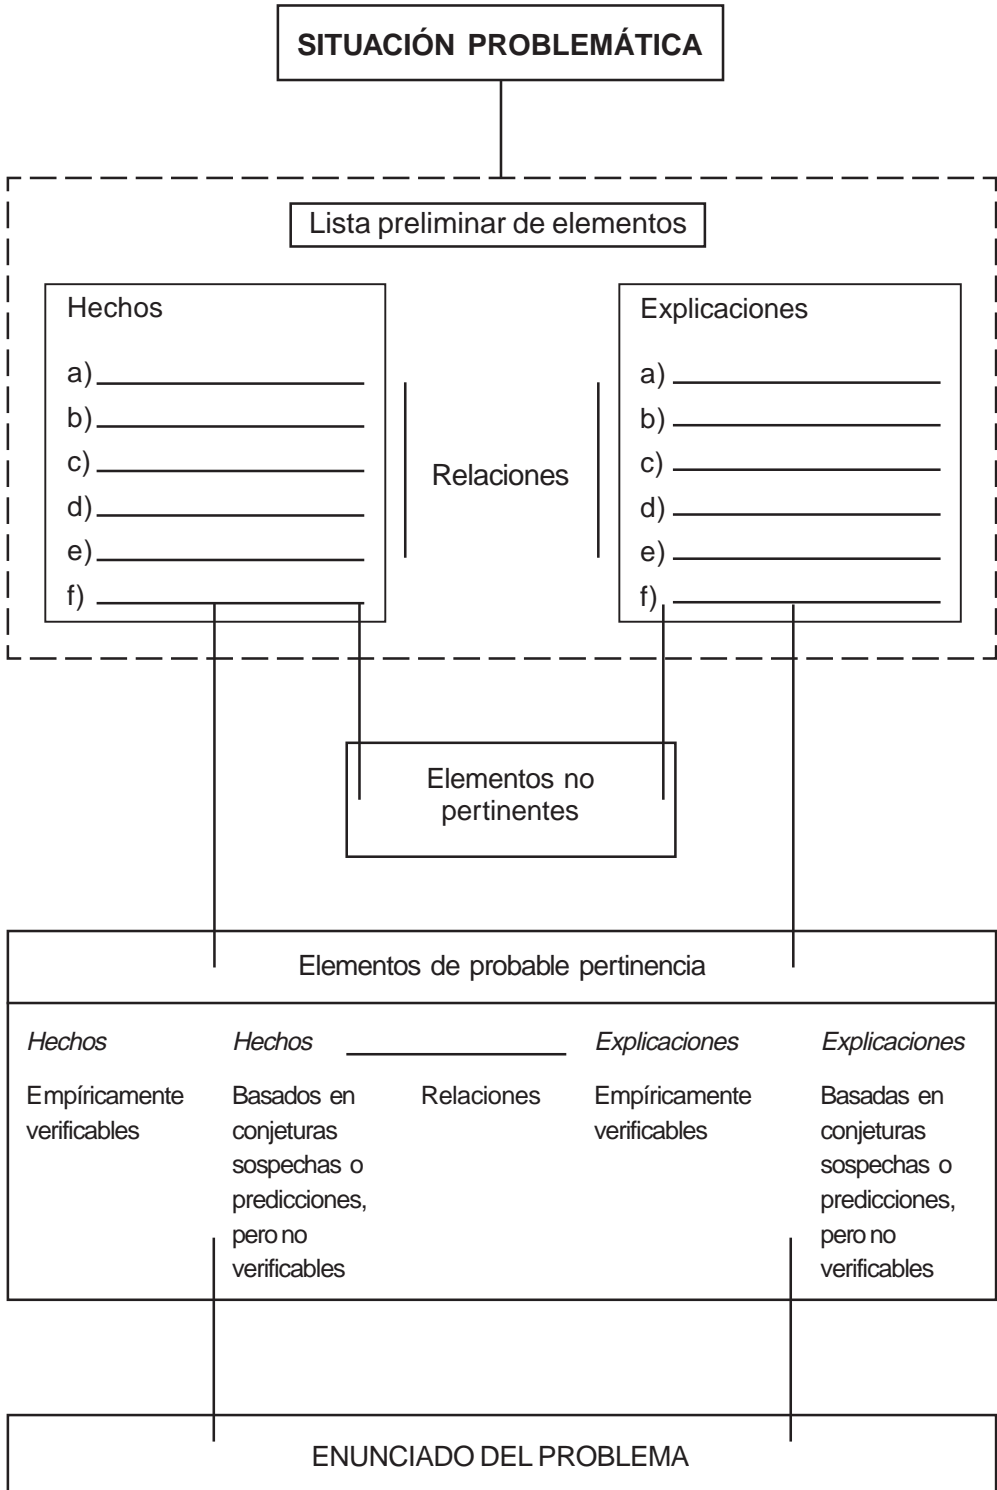 SITUACIÓN PROBLEMÁTICA
Lista preliminar de elementos
Hechos
a)
b)
c)
d)
e)
f)
Relaciones
Explicaciones
a)
b)
c)
d)
e)
f)
Elementos no
pertinentes
Elementos de probable pertinencia
Hechos
Empíricamente
verificables
Hechos
Basados en
conjeturas
sospechas o
predicciones,
pero no
verificables
Relaciones
Explicaciones
Empíricamente
verificables
Explicaciones
Basadas en
conjeturas
sospechas o
predicciones,
pero no
verificables
ENUNCIADO DEL PROBLEMA